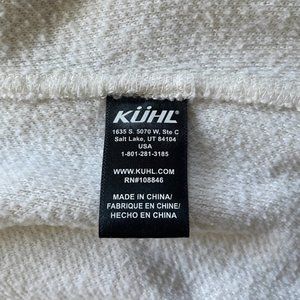 KÜHL®
1635 S. 5070 W, Ste C
Salt Lake, UT 84104
USA
1-801-281-3185
WWW.KUHL.COM
RN#108846
MADE IN CHINA/
FABRIQUE EN CHINE/
HECHO EN CHINA